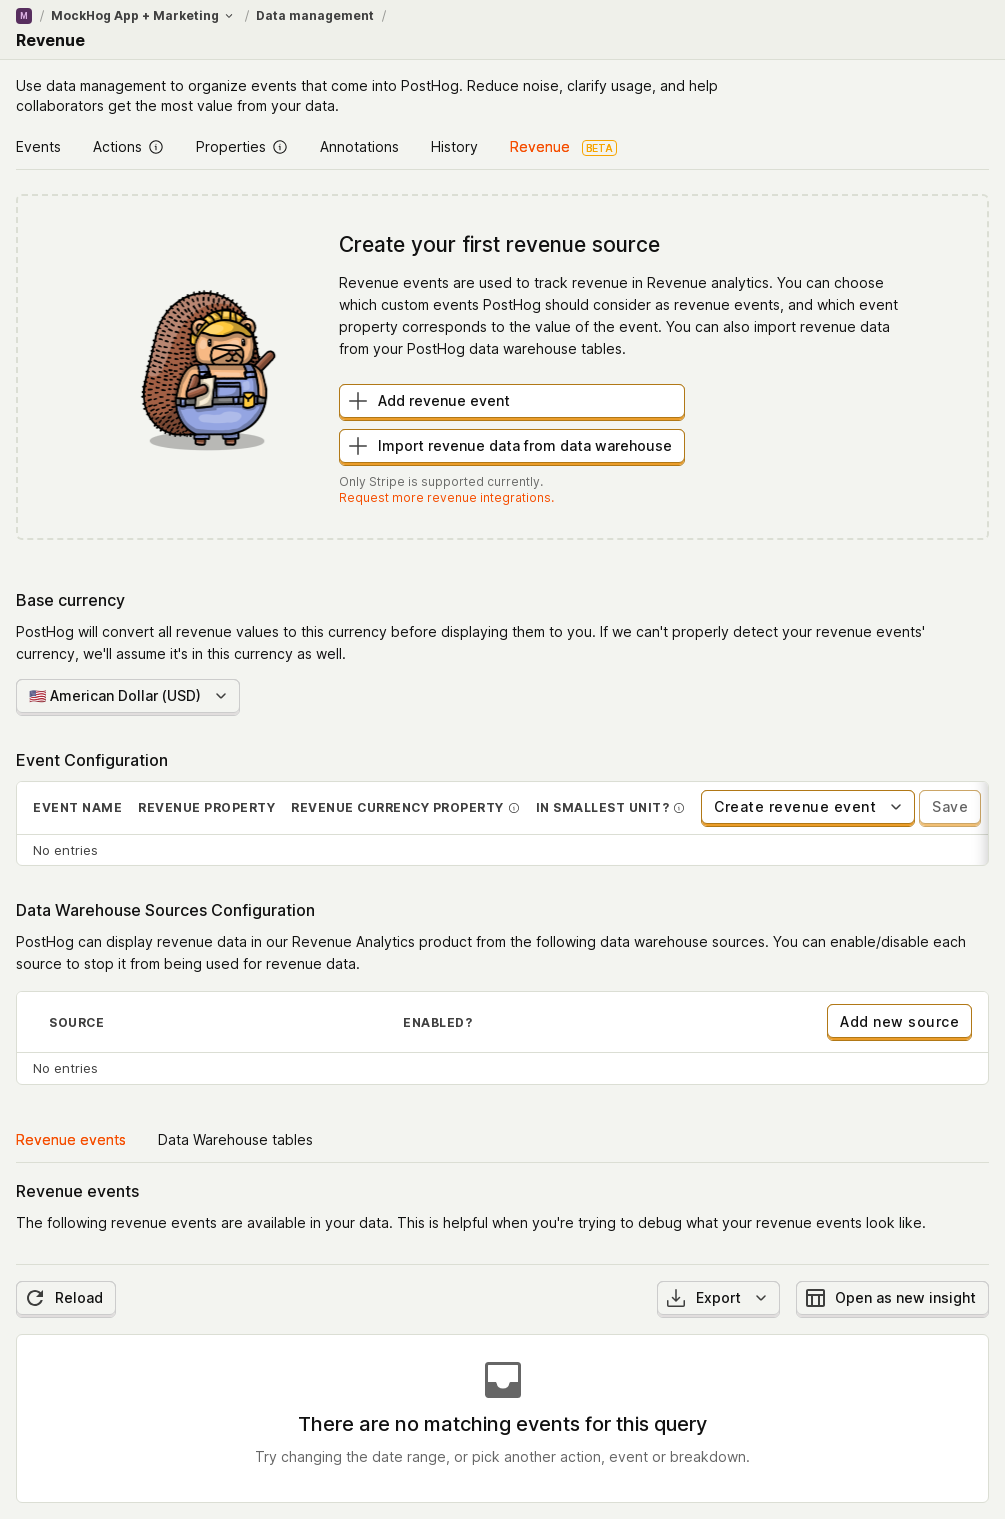 M / MockHog App + Marketing / Data management /
Revenue
Use data management to organize events that come into PostHog. Reduce noise, clarify usage, and help
collaborators get the most value from your data.
Events Actions Properties Annotations History Revenue BETA
Create your first revenue source
Revenue events are used to track revenue in Revenue analytics. You can choose
which custom events PostHog should consider as revenue events, and which event
property corresponds to the value of the event. You can also import revenue data
from your PostHog data warehouse tables.
Add revenue event
Import revenue data from data warehouse
Only Stripe is supported currently.
Request more revenue integrations.
Base currency
PostHog will convert all revenue values to this currency before displaying them to you. If we can't properly detect your revenue events'
currency, we'll assume it's in this currency as well.
🇺🇸 American Dollar (USD)
Event Configuration
EVENT NAME REVENUE PROPERTY REVENUE CURRENCY PROPERTY IN SMALLEST UNIT? Create revenue event Save
No entries
Data Warehouse Sources Configuration
PostHog can display revenue data in our Revenue Analytics product from the following data warehouse sources. You can enable/disable each
source to stop it from being used for revenue data.
SOURCE ENABLED? Add new source
No entries
Revenue events Data Warehouse tables
Revenue events
The following revenue events are available in your data. This is helpful when you're trying to debug what your revenue events look like.
Reload Export Open as new insight
There are no matching events for this query
Try changing the date range, or pick another action, event or breakdown.